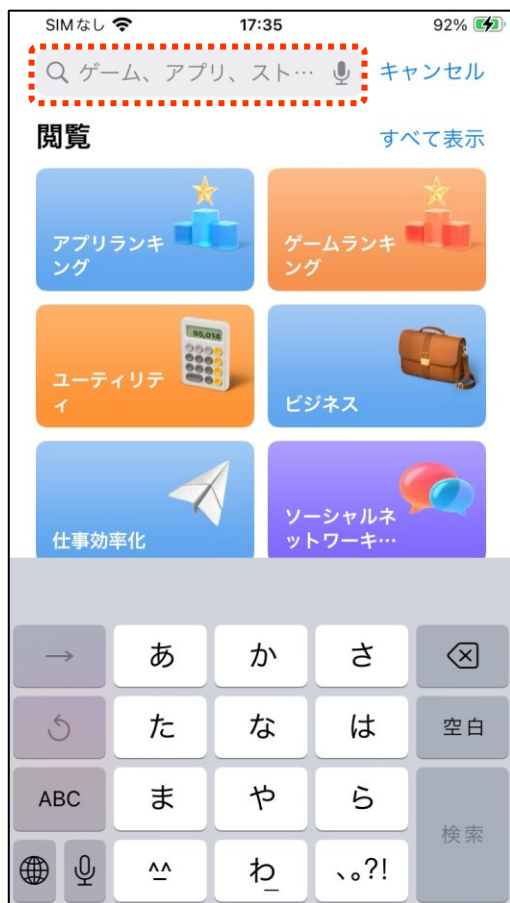 SIMなし 17:35 92%
ゲーム、アプリ、スト… キャンセル
閲覧 すべて表示
アプリランキ
ング
ゲームランキ
ング
95,014
ユーティリテ
ィ
ビジネス
仕事効率化
ソーシャルネ
ットワーキ…
→ あ か さ
た な は 空白
ABC ま や ら
検索
^^ わ_ 、。?!